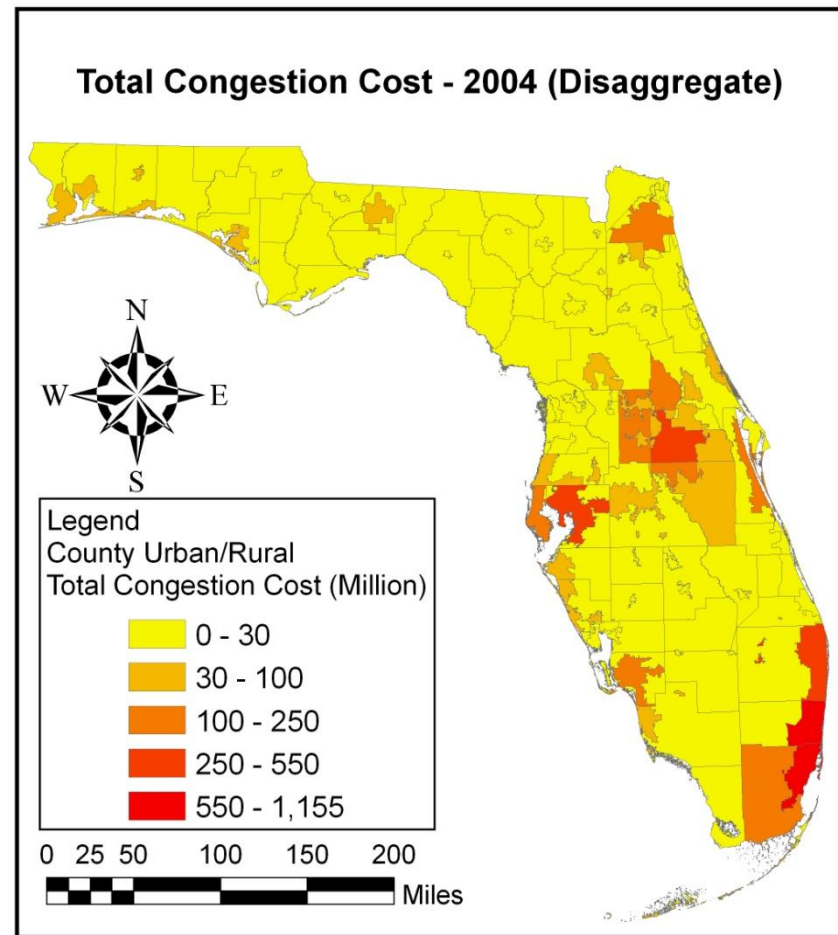 Total Congestion Cost - 2004 (Disaggregate)
N
W E
S
Legend
County Urban/Rural
Total Congestion Cost (Million)
0 - 30
30 - 100
100 - 250
250 - 550
550 - 1,155
0 25 50 100 150 200
Miles